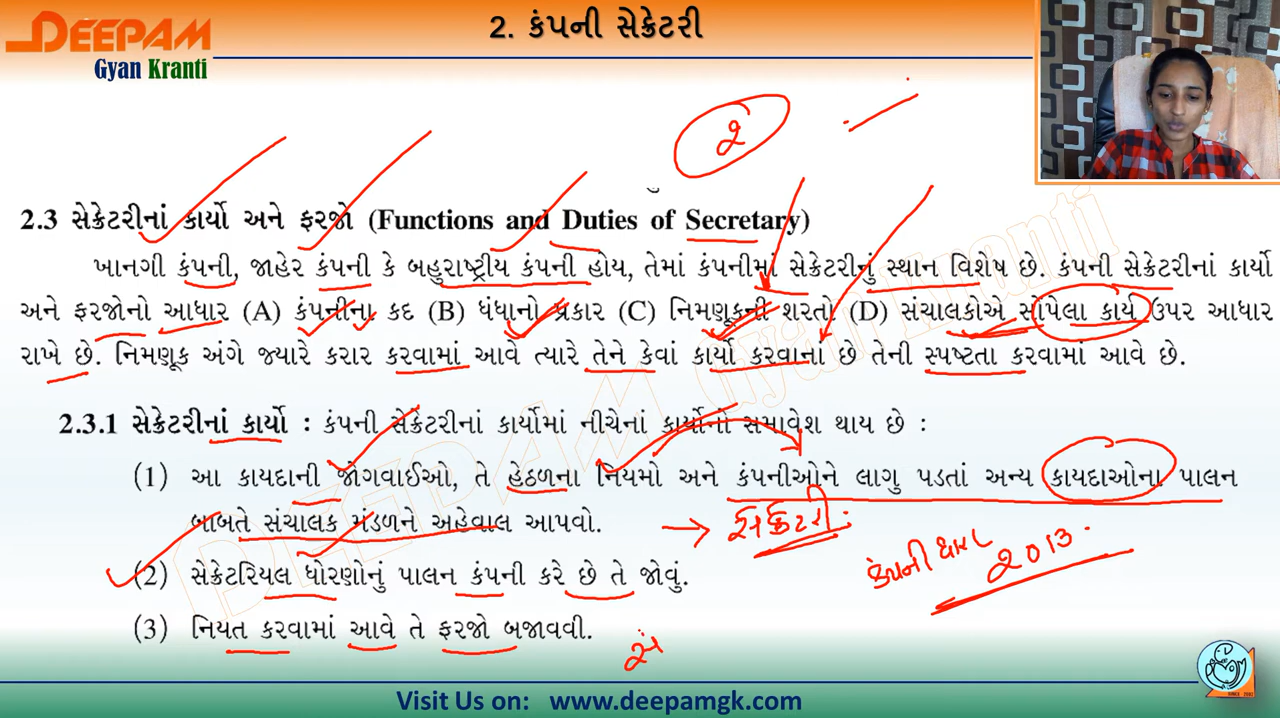 DEEPAM
Gyan Kranti
2. કંપની સેક્રેટરી
2
2.3 સેક્રેટરીનાં કાર્યો અને ફરજો (Functions and Duties of Secretary)
ખાનગી કંપની, જાહેર કંપની કે બહુરાષ્ટ્રીય કંપની હોય, તેમાં કંપનીમાં સેક્રેટરીનું સ્થાન વિશેષ છે. કંપની સેક્રેટરીનાં કાર્યો
અને ફરજોનો આધાર (A) કંપનીના કદ (B) ધંધાનો પ્રકાર (C) નિમણૂકની શરતો (D) સંચાલકોએ સોપેલા કાર્ય ઉપર આધાર
રાખે છે. નિમણૂક અંગે જ્યારે કરાર કરવામાં આવે ત્યારે તેને કેવાં કાર્યો કરવાનાં છે તેની સ્પષ્ટતા કરવામાં આવે છે.
2.3.1 સેક્રેટરીનાં કાર્યો : કંપની સેક્રેટરીનાં કાર્યોમાં નીચેનાં કાર્યોનો સમાવેશ થાય છે :
(1) આ કાયદાની જોગવાઈઓ, તે હેઠળના નિયમો અને કંપનીઓને લાગુ પડતાં અન્ય કાયદાઓના પાલન
બાબતે સંચાલક મંડળને અહેવાલ આપવો.
સેક્રેટરી
(2) સેક્રેટરિયલ ધોરણોનું પાલન કંપની કરે છે તે જોવું.
કંપની ધારા 2013
(3) નિયત કરવામાં આવે તે ફરજો બજાવવી.
DEEPAM Gyan Kranti
Visit Us on: www.deepamgk.com